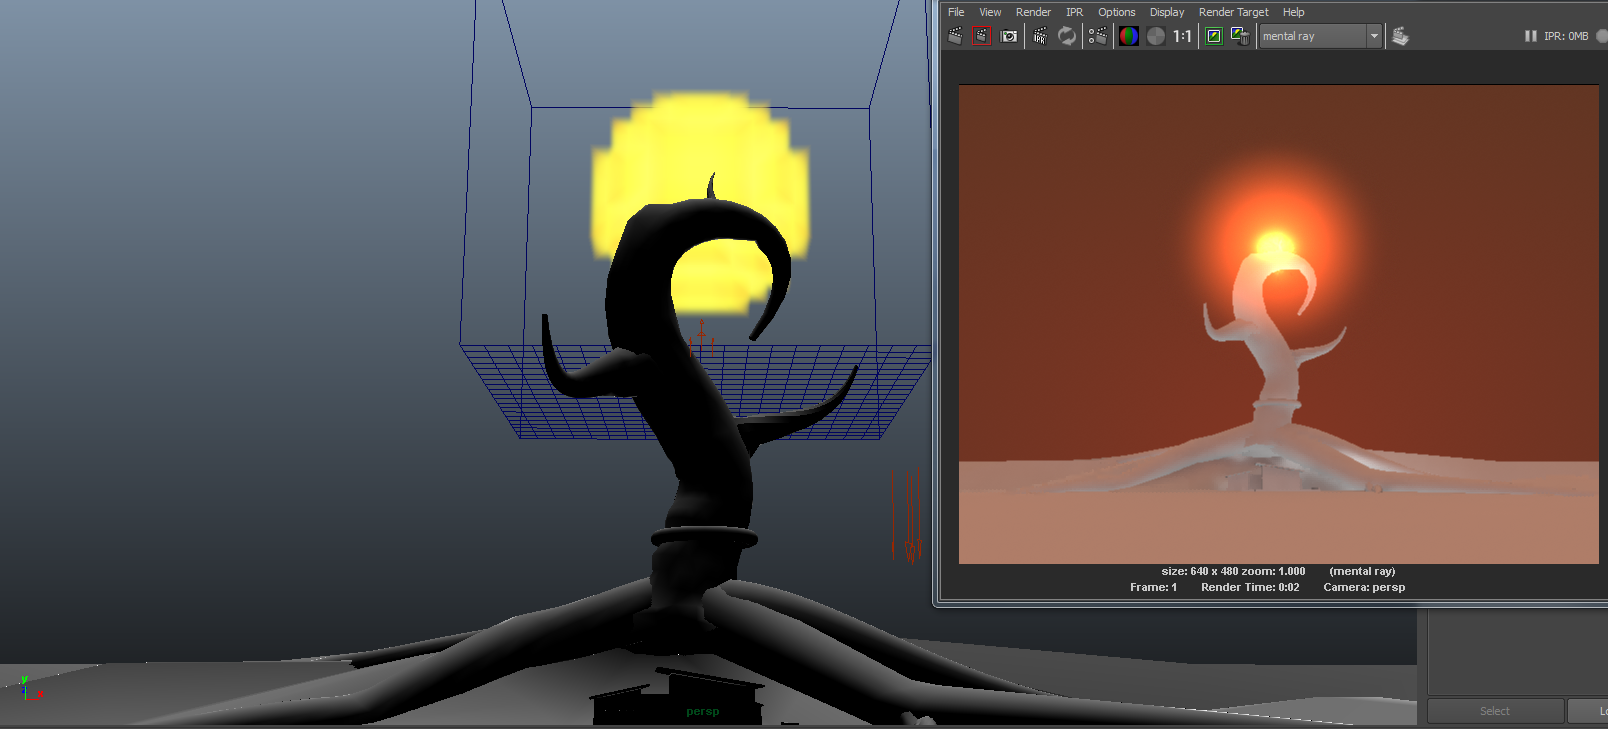 File View Render IPR Options Display Render Target Help
IPR 1:1 mental ray IPR: 0MB
size: 640 x 480 zoom: 1.000 (mental ray)
Frame: 1 Render Time: 0:02 Camera: persp
y
z x
persp
Select